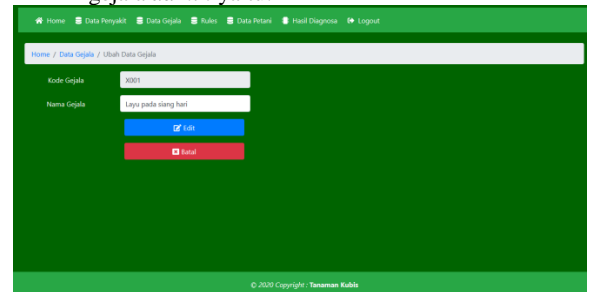 Home Data Penyakit Data Gejala Rules Data Petani Hasil Diagnosa Logout
Home / Data Gejala / Ubah Data Gejala
Kode Gejala X001
Nama Gejala Layu pada siang hari
Edit
Batal
© 2020 Copyright : Tanaman Kubis